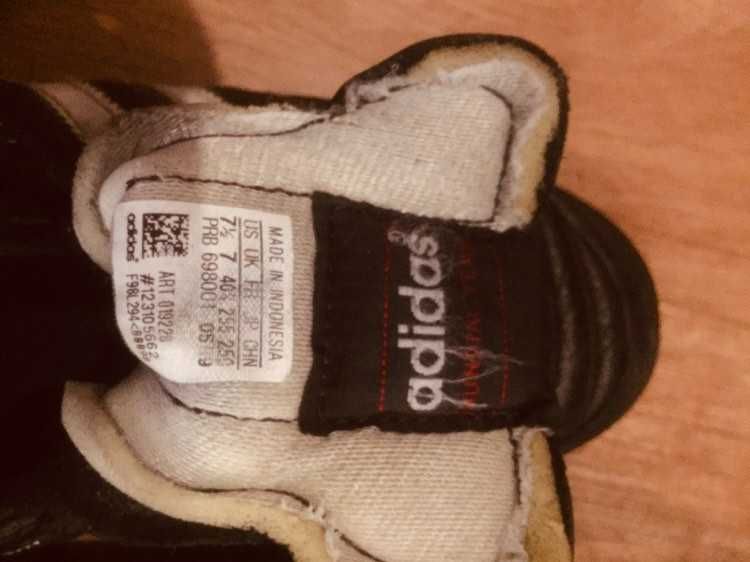 MADE IN INDONESIA
US UK FR JP CHN
7½ 7 40⅔ 255 250
PRB 698001 05
ART 019228
#123105662
adidas
adidas